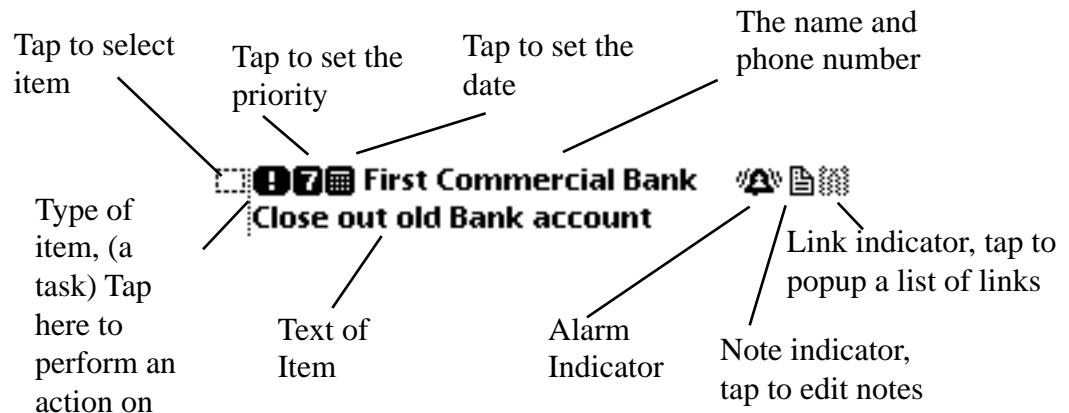 Tap to select
item
Tap to set the
priority
Tap to set the
date
The name and
phone number
First Commercial Bank
Close out old Bank account
Type of
item, (a
task) Tap
here to
perform an
action on
Text of
Item
Alarm
Indicator
Note indicator,
tap to edit notes
Link indicator, tap to
popup a list of links